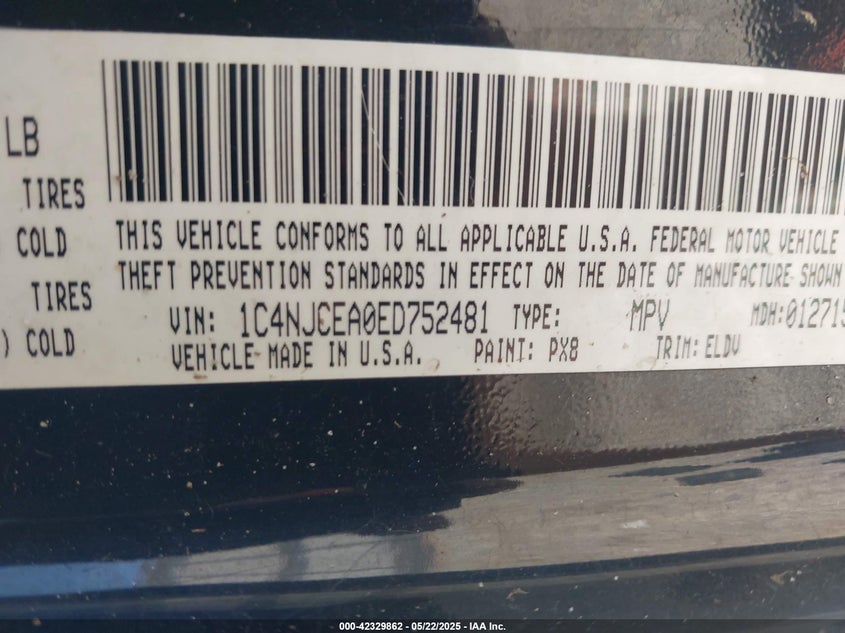 LB
TIRES
COLD
TIRES
) COLD
THIS VEHICLE CONFORMS TO ALL APPLICABLE U.S.A. FEDERAL MOTOR VEHICLE
THEFT PREVENTION STANDARDS IN EFFECT ON THE DATE OF MANUFACTURE SHOWN
VIN: 1C4NJCEA0ED752481 TYPE: MPV MDH:012715
VEHICLE MADE IN U.S.A. PAINT: PX8 TRIM: ELDV
000-42329862 - 05/22/2025 - IAA Inc.